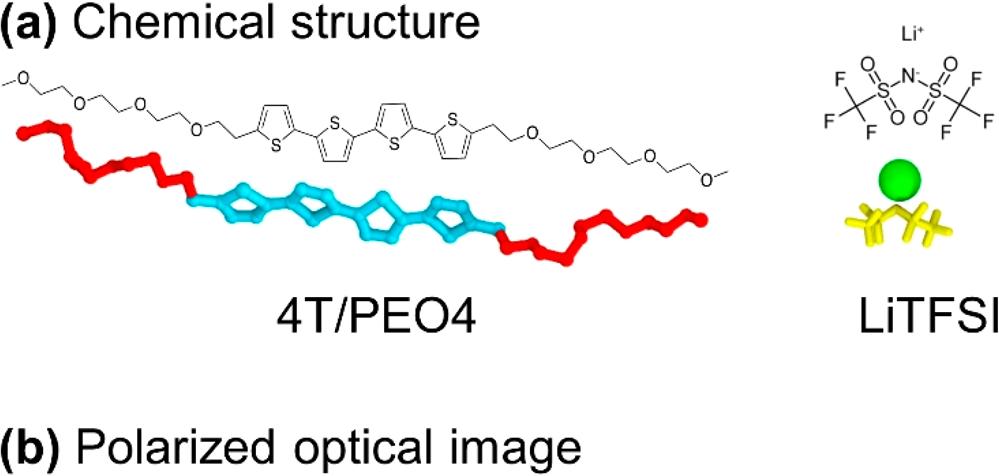 (a) Chemical structure
Li+
O O O O S S S S O O O O
F F F S O O N- S O O F F F
4T/PEO4 LiTFSI
(b) Polarized optical image